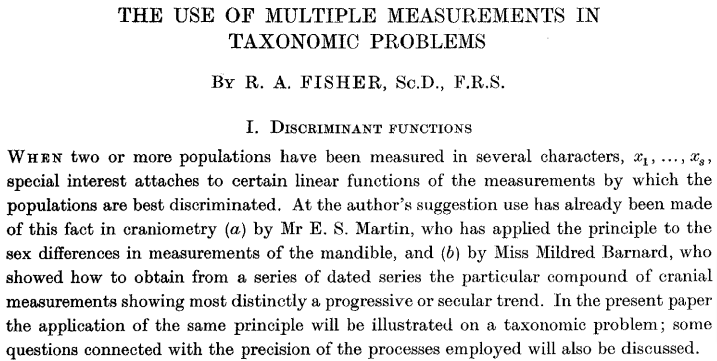 THE USE OF MULTIPLE MEASUREMENTS IN
TAXONOMIC PROBLEMS
BY R. A. FISHER, Sc.D., F.R.S.
I. DISCRIMINANT FUNCTIONS
WHEN two or more populations have been measured in several characters, x₁, ..., xₛ,
special interest attaches to certain linear functions of the measurements by which the
populations are best discriminated. At the author's suggestion use has already been made
of this fact in craniometry (a) by Mr E. S. Martin, who has applied the principle to the
sex differences in measurements of the mandible, and (b) by Miss Mildred Barnard, who
showed how to obtain from a series of dated series the particular compound of cranial
measurements showing most distinctly a progressive or secular trend. In the present paper
the application of the same principle will be illustrated on a taxonomic problem; some
questions connected with the precision of the processes employed will also be discussed.